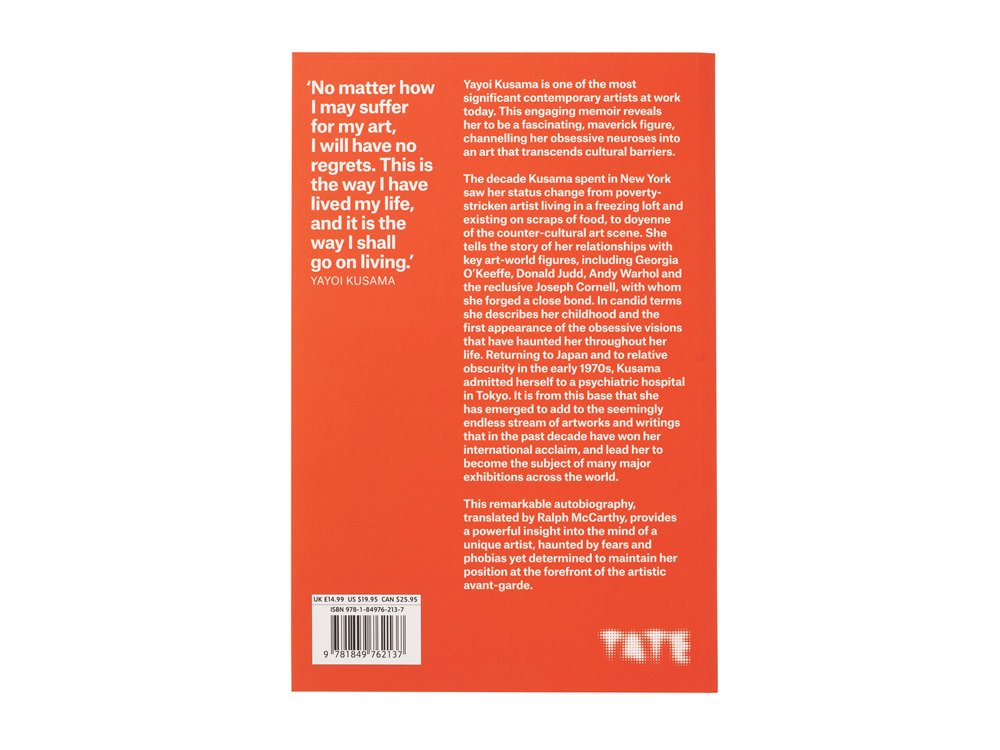 ‘No matter how
I may suffer
for my art,
I will have no
regrets. This is
the way I have
lived my life,
and it is the
way I shall
go on living.’
YAYOI KUSAMA
Yayoi Kusama is one of the most
significant contemporary artists at work
today. This engaging memoir reveals
her to be a fascinating, maverick figure,
channelling her obsessive neuroses into
an art that transcends cultural barriers.
The decade Kusama spent in New York
saw her status change from poverty-
stricken artist living in a freezing loft and
existing on scraps of food, to doyenne
of the counter-cultural art scene. She
tells the story of her relationships with
key art-world figures, including Georgia
O’Keeffe, Donald Judd, Andy Warhol and
the reclusive Joseph Cornell, with whom
she forged a close bond. In candid terms
she describes her childhood and the
first appearance of the obsessive visions
that have haunted her throughout her
life. Returning to Japan and to relative
obscurity in the early 1970s, Kusama
admitted herself to a psychiatric hospital
in Tokyo. It is from this base that she
has emerged to add to the seemingly
endless stream of artworks and writings
that in the past decade have won her
international acclaim, and lead her to
become the subject of many major
exhibitions across the world.
This remarkable autobiography,
translated by Ralph McCarthy, provides
a powerful insight into the mind of a
unique artist, haunted by fears and
phobias yet determined to maintain her
position at the forefront of the artistic
avant-garde.
UK £14.99 US $19.95 CAN $25.95
ISBN 978-1-84976-213-7
9 781849 762137
TATE